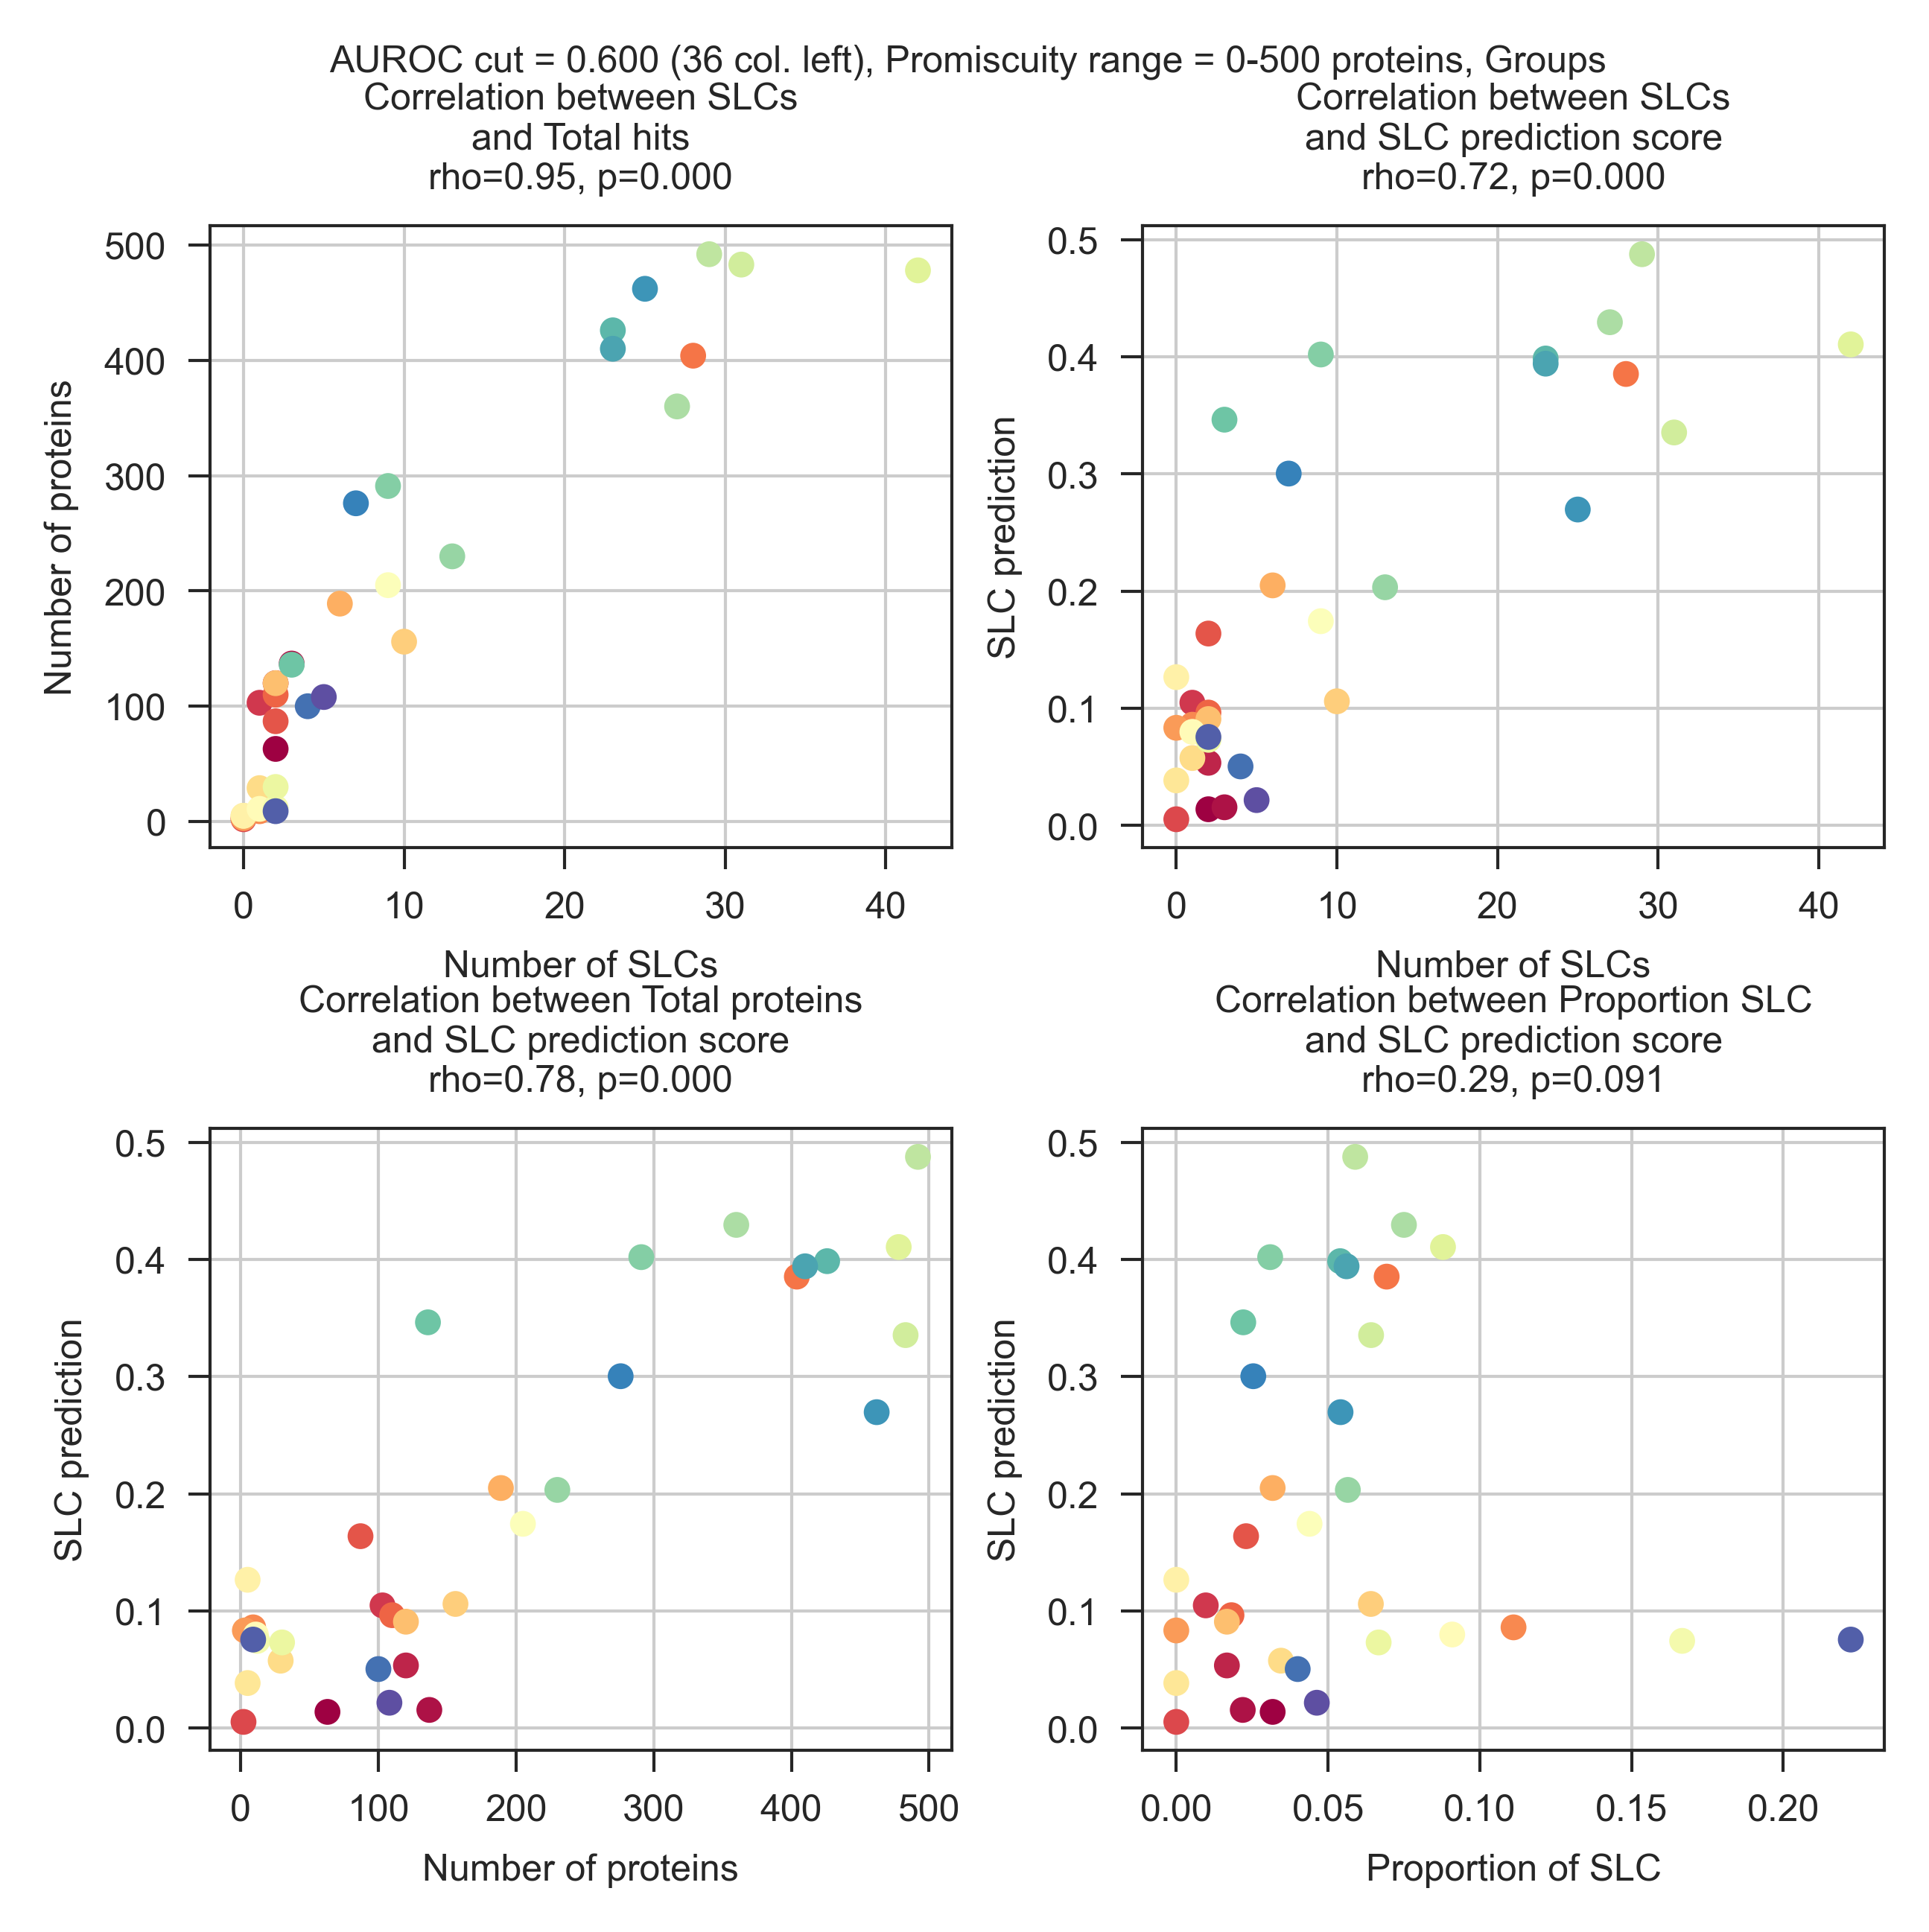 AUROC cut = 0.600 (36 col. left), Promiscuity range = 0-500 proteins, Groups
Correlation between SLCs
and Total hits
rho=0.95, p=0.000
500
400
300
200
100
0
Number of proteins
0 10 20 30 40
Number of SLCs
Correlation between SLCs
and SLC prediction score
rho=0.72, p=0.000
0.5
0.4
0.3
0.2
0.1
0.0
SLC prediction
0 10 20 30 40
Number of SLCs
Correlation between Total proteins
and SLC prediction score
rho=0.78, p=0.000
0.5
0.4
0.3
0.2
0.1
0.0
SLC prediction
0 100 200 300 400 500
Number of proteins
Correlation between Proportion SLC
and SLC prediction score
rho=0.29, p=0.091
0.5
0.4
0.3
0.2
0.1
0.0
SLC prediction
0.00 0.05 0.10 0.15 0.20
Proportion of SLC